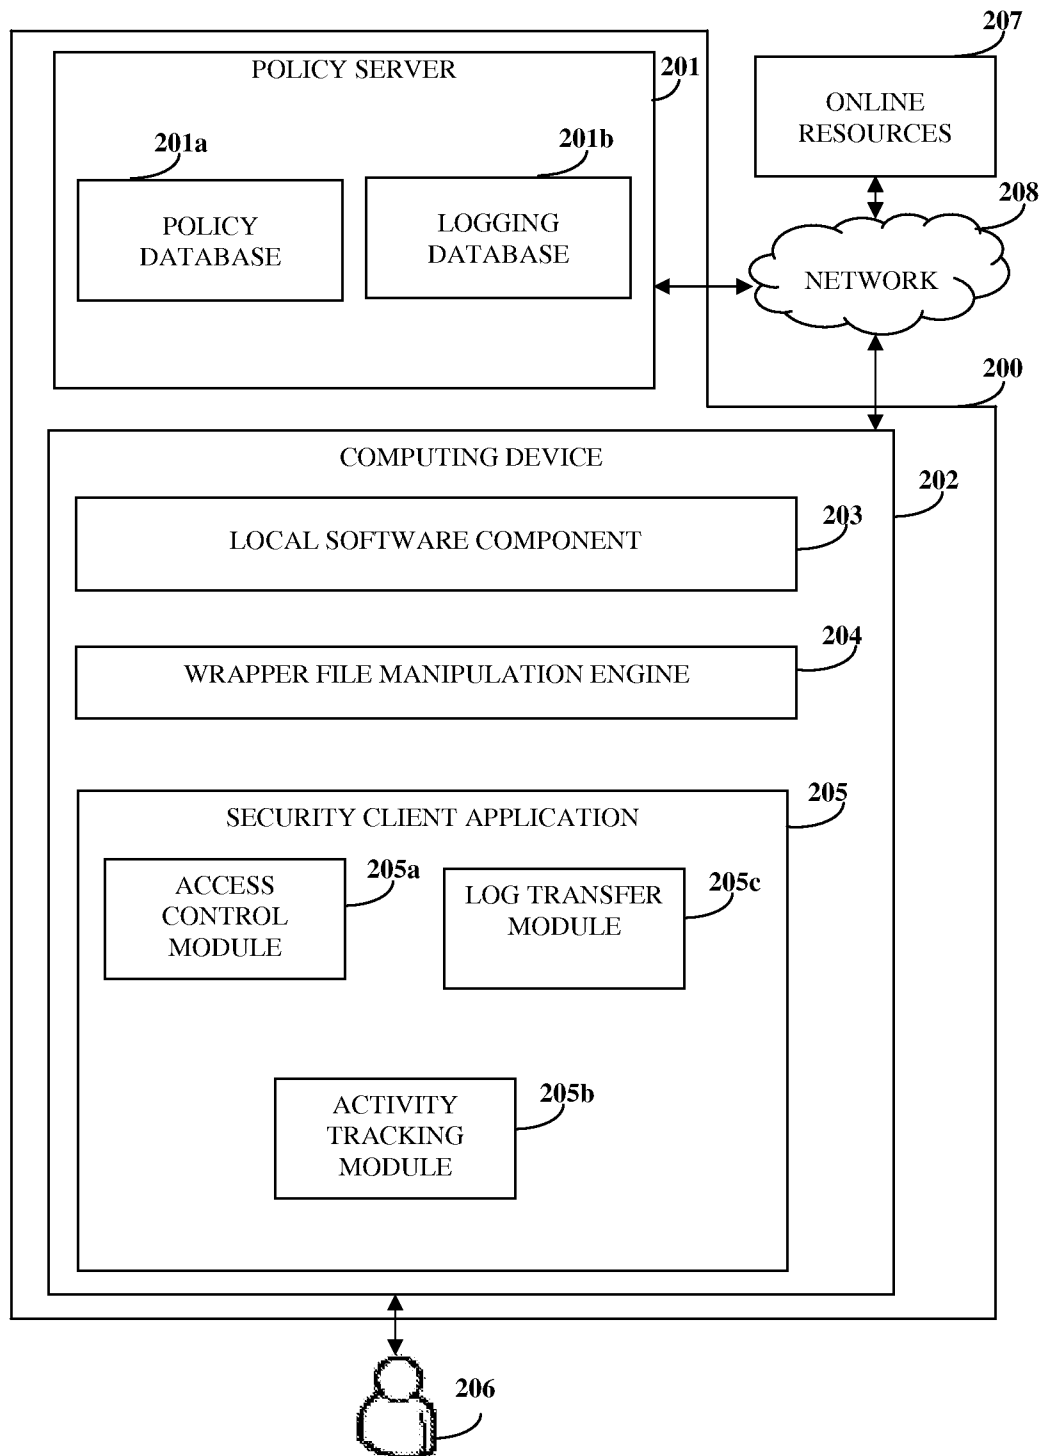 207
POLICY SERVER
201
ONLINE
RESOURCES
201a
201b
POLICY
DATABASE
LOGGING
DATABASE
208
NETWORK
200
COMPUTING DEVICE
202
LOCAL SOFTWARE COMPONENT
203
WRAPPER FILE MANIPULATION ENGINE
204
SECURITY CLIENT APPLICATION
205
ACCESS
CONTROL
MODULE
205a
LOG TRANSFER
MODULE
205c
ACTIVITY
TRACKING
MODULE
205b
206